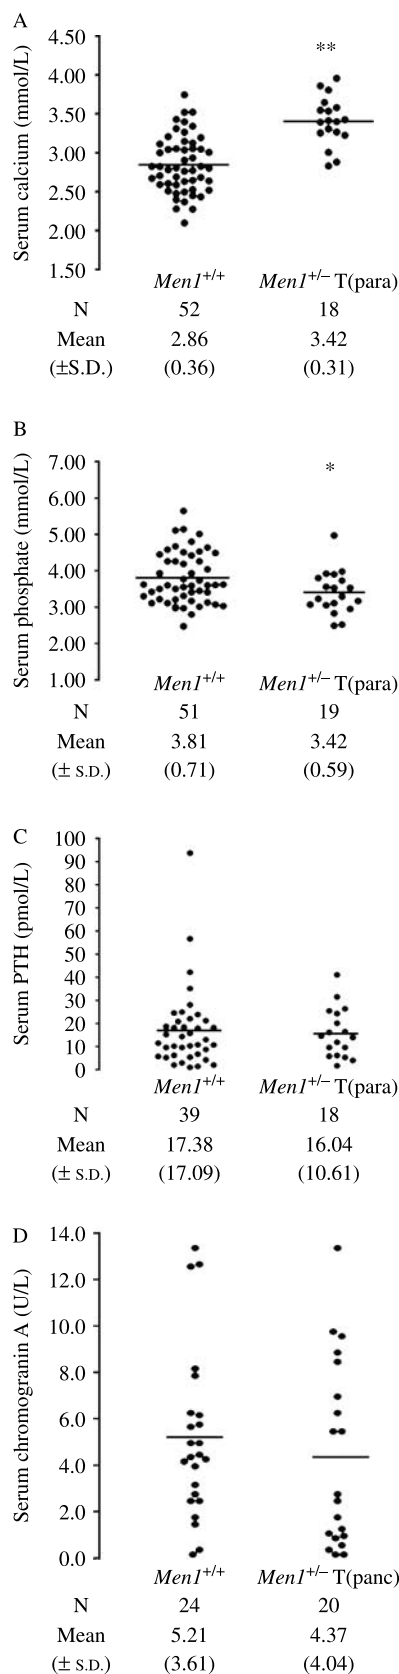 A
Serum calcium (mmol/L)
**
4.50
4.00
3.50
3.00
2.50
2.00
1.50
Men1+/+ Men1+/– T(para)
N 52 18
Mean 2.86 3.42
(±S.D.) (0.36) (0.31)
B
Serum phosphate (mmol/L)
*
7.00
6.00
5.00
4.00
3.00
2.00
1.00
Men1+/+ Men1+/– T(para)
N 51 19
Mean 3.81 3.42
(± S.D.) (0.71) (0.59)
C
Serum PTH (pmol/L)
100
90
80
70
60
50
40
30
20
10
0
Men1+/+ Men1+/– T(para)
N 39 18
Mean 17.38 16.04
(± S.D.) (17.09) (10.61)
D
Serum chromogranin A (U/L)
14.0
12.0
10.0
8.0
6.0
4.0
2.0
0.0
Men1+/+ Men1+/– T(panc)
N 24 20
Mean 5.21 4.37
(± S.D.) (3.61) (4.04)